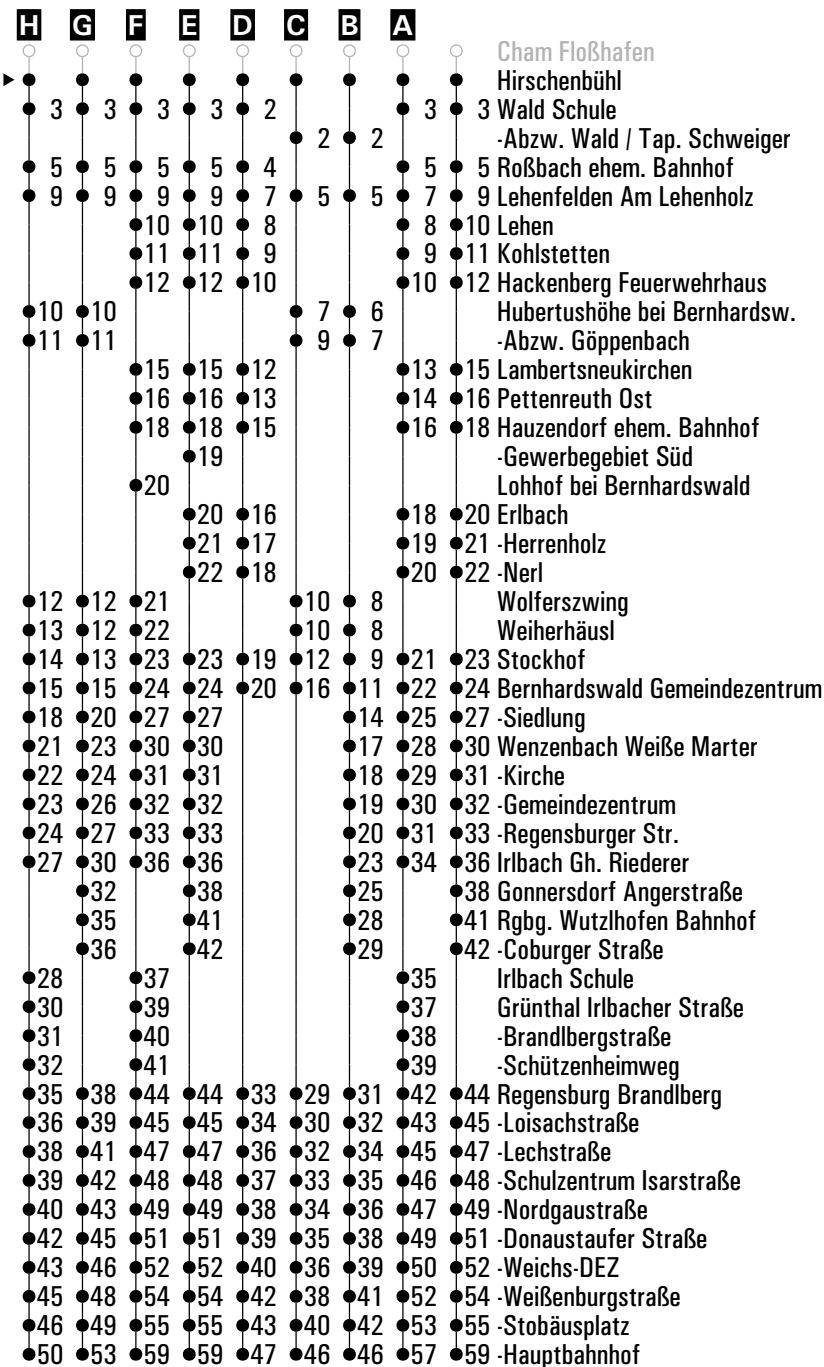 H G F E D C B A
Cham Floßhafen
Hirschenbühl
3 3 3 3 2 3 3 Wald Schule
2 2 -Abzw. Wald / Tap. Schweiger
5 5 5 5 4 5 5 Roßbach ehem. Bahnhof
9 9 9 9 7 5 5 7 9 Lehenfelden Am Lehenholz
10 10 8 8 10 Lehen
11 11 9 9 11 Kohlstetten
12 12 10 10 12 Hackenberg Feuerwehrhaus
10 10 7 6 Hubertushöhe bei Bernhardsw.
11 11 9 7 -Abzw. Göppenbach
15 15 12 13 15 Lambertsneukirchen
16 16 13 14 16 Pettenreuth Ost
18 18 15 16 18 Hauzendorf ehem. Bahnhof
19 -Gewerbegebiet Süd
20 Lohhof bei Bernhardswald
20 16 18 20 Erlbach
21 17 19 21 -Herrenholz
22 18 20 22 -Nerl
12 12 21 10 8 Wolferszwing
13 12 22 10 8 Weiherhäusl
14 13 23 23 19 12 9 21 23 Stockhof
15 15 24 24 20 16 11 22 24 Bernhardswald Gemeindezentrum
18 20 27 27 14 25 27 -Siedlung
21 23 30 30 17 28 30 Wenzenbach Weiße Marter
22 24 31 31 18 29 31 -Kirche
23 26 32 32 19 30 32 -Gemeindezentrum
24 27 33 33 20 31 33 -Regensburger Str.
27 30 36 36 23 34 36 Irlbach Gh. Riederer
32 38 25 38 Gonnersdorf Angerstraße
35 41 28 41 Rgbg. Wutzlhofen Bahnhof
36 42 29 42 -Coburger Straße
28 37 35 Irlbach Schule
30 39 37 Grünthal Irlbacher Straße
31 40 38 -Brandlbergstraße
32 41 39 -Schützenheimweg
35 38 44 44 33 29 31 42 44 Regensburg Brandlberg
36 39 45 45 34 30 32 43 45 -Loisachstraße
38 41 47 47 36 32 34 45 47 -Lechstraße
39 42 48 48 37 33 35 46 48 -Schulzentrum Isarstraße
40 43 49 49 38 34 36 47 49 -Nordgaustraße
42 45 51 51 39 35 38 49 51 -Donaustaufer Straße
43 46 52 52 40 36 39 50 52 -Weichs-DEZ
45 48 54 54 42 38 41 52 54 -Weißenburgstraße
46 49 55 55 43 40 42 53 55 -Stobäusplatz
50 53 59 59 47 46 46 57 59 -Hauptbahnhof